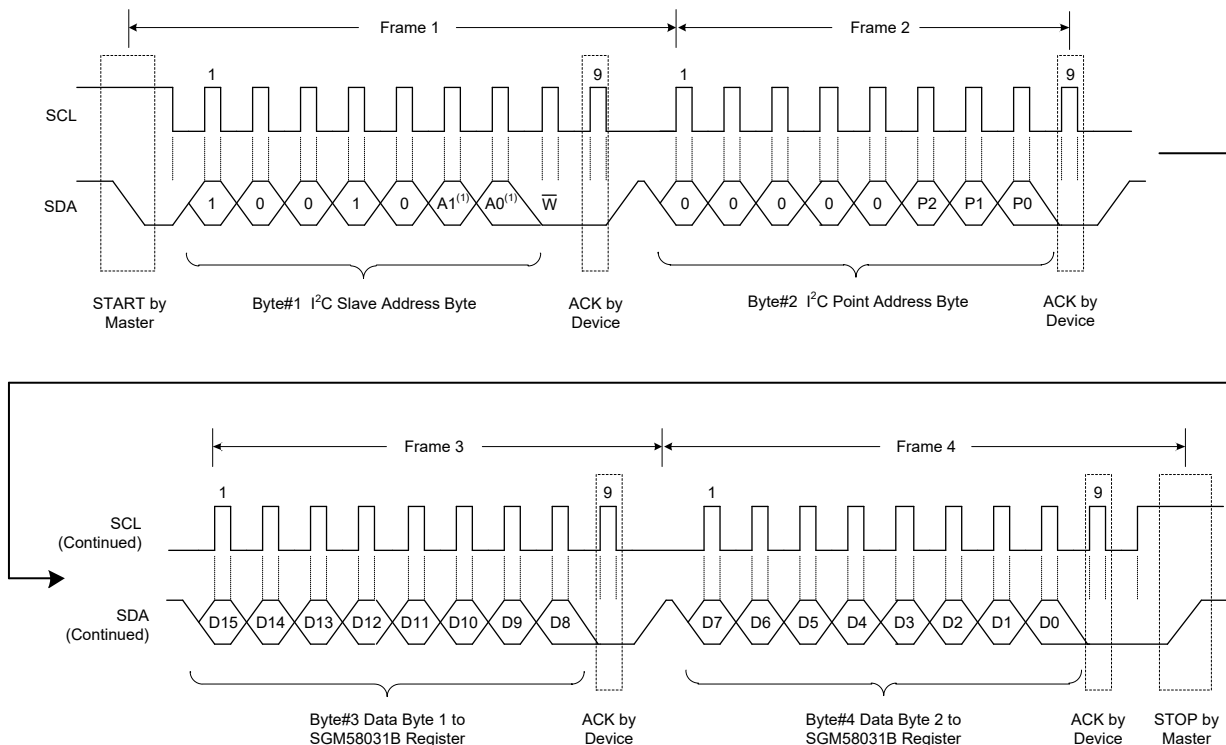 Frame 1
Frame 2
1
9
1
9
SCL
SDA
1 0 0 1 0 A1(1) A0(1) W̅
0 0 0 0 0 P2 P1 P0
START by
Master
Byte#1 I²C Slave Address Byte
ACK by
Device
Byte#2 I²C Point Address Byte
ACK by
Device
Frame 3
Frame 4
1
9
1
9
SCL
(Continued)
SDA
(Continued)
D15 D14 D13 D12 D11 D10 D9 D8
D7 D6 D5 D4 D3 D2 D1 D0
Byte#3 Data Byte 1 to
SGM58031B Register
ACK by
Device
Byte#4 Data Byte 2 to
SGM58031B Register
ACK by
Device
STOP by
Master